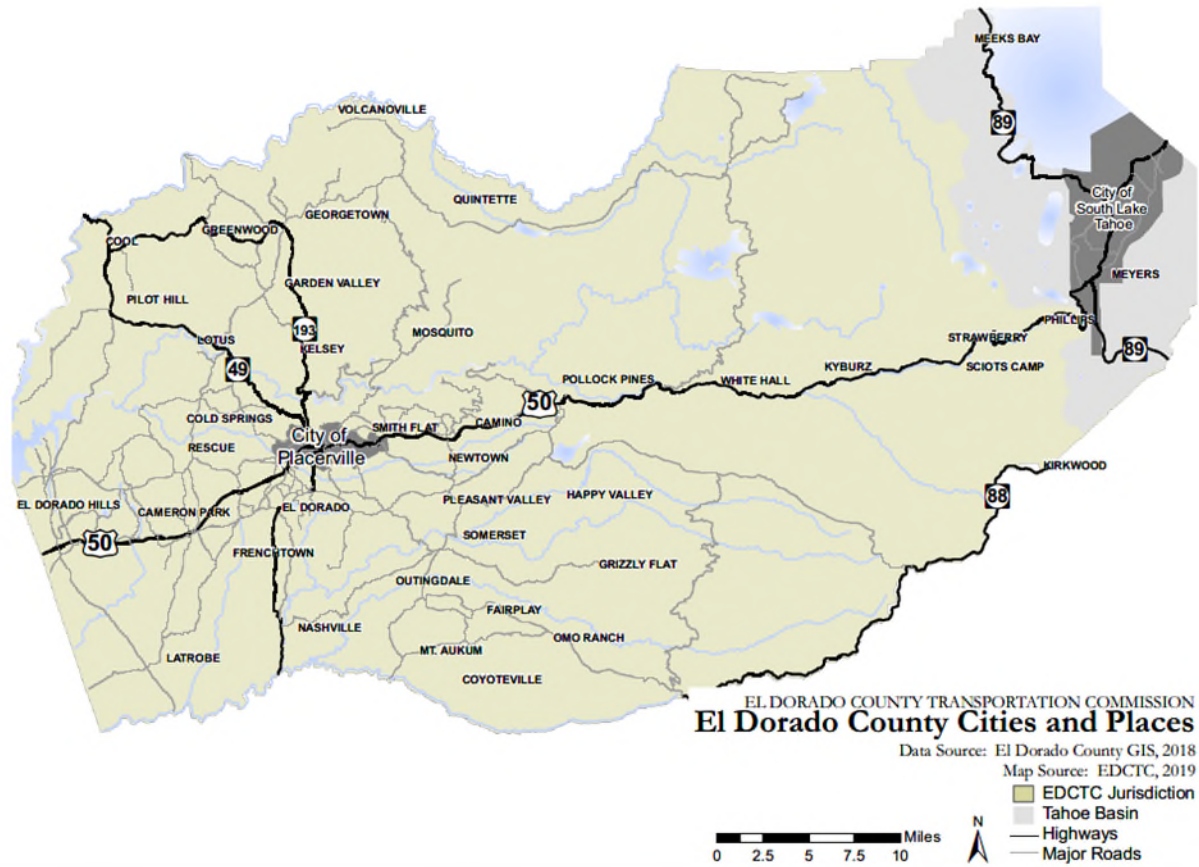 MEEKS BAY
VOLCANOVILLE
89
QUINTETTE
City of
South Lake
Tahoe
GEORGETOWN
GREENWOOD
COOL
MEYERS
GARDEN VALLEY
PILOT HILL
PHILLIPS
193
MOSQUITO
LOTUS
STRAWBERRY
KELSEY
89
49
KYBURZ
SCIOTS CAMP
POLLOCK PINES
WHITE HALL
50
COLD SPRINGS
CAMINO
SMITH FLAT
City of
Placerville
RESCUE
NEWTOWN
KIRKWOOD
PLEASANT VALLEY
HAPPY VALLEY
88
EL DORADO HILLS
CAMERON PARK
EL DORADO
SOMERSET
50
FRENCHTOWN
GRIZZLY FLAT
OUTINGDALE
FAIRPLAY
NASHVILLE
OMO RANCH
MT. AUKUM
LATROBE
COYOTEVILLE
EL DORADO COUNTY TRANSPORTATION COMMISSION
El Dorado County Cities and Places
Data Source: El Dorado County GIS, 2018
Map Source: EDCTC, 2019
EDCTC Jurisdiction
Tahoe Basin
Highways
Major Roads
N
Miles
0 2.5 5 7.5 10